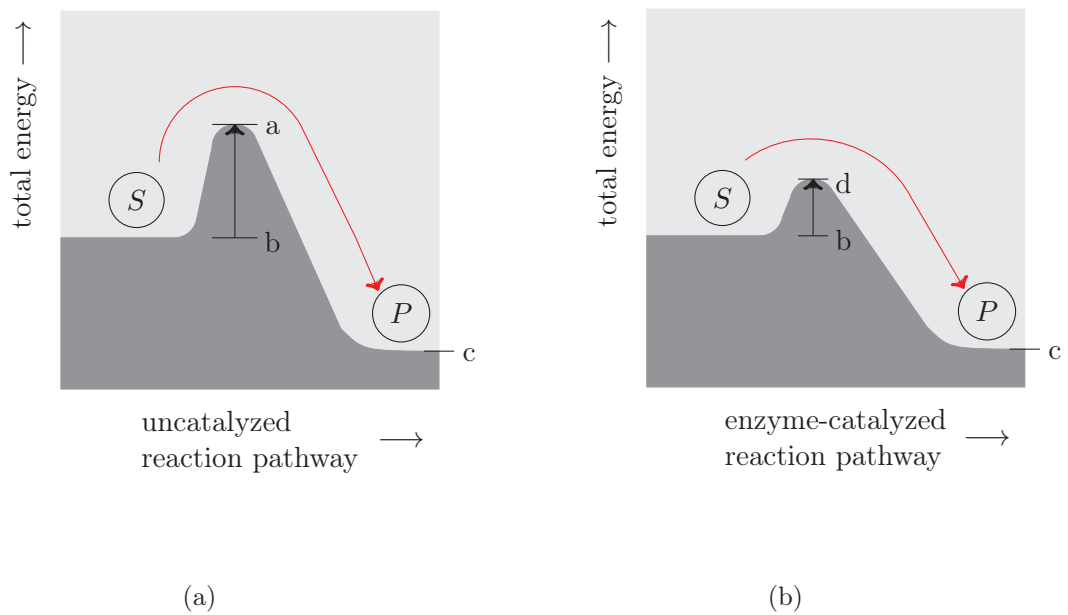 total energy ⟶
S
a
b
P
c
uncatalyzed
reaction pathway ⟶
(a)
total energy ⟶
S
d
b
P
c
enzyme-catalyzed
reaction pathway ⟶
(b)